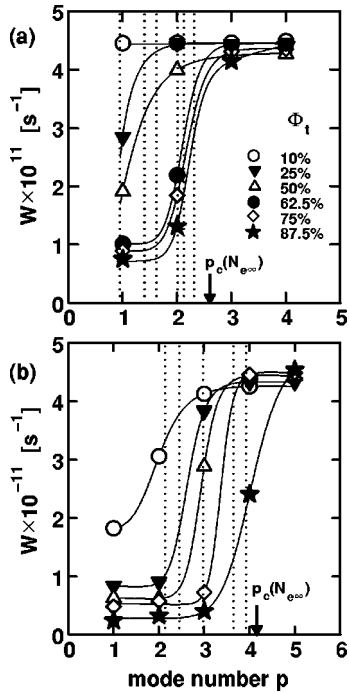 (a)
5
4
3
2
1
0
W×10¹¹ [s⁻¹]
Φt
10%
25%
50%
62.5%
75%
87.5%
pc(Ne∞)
0 1 2 3 4 5
(b)
5
4
3
2
1
0
W×10⁻¹¹ [s⁻¹]
pc(Ne∞)
0 1 2 3 4 5 6
mode number p